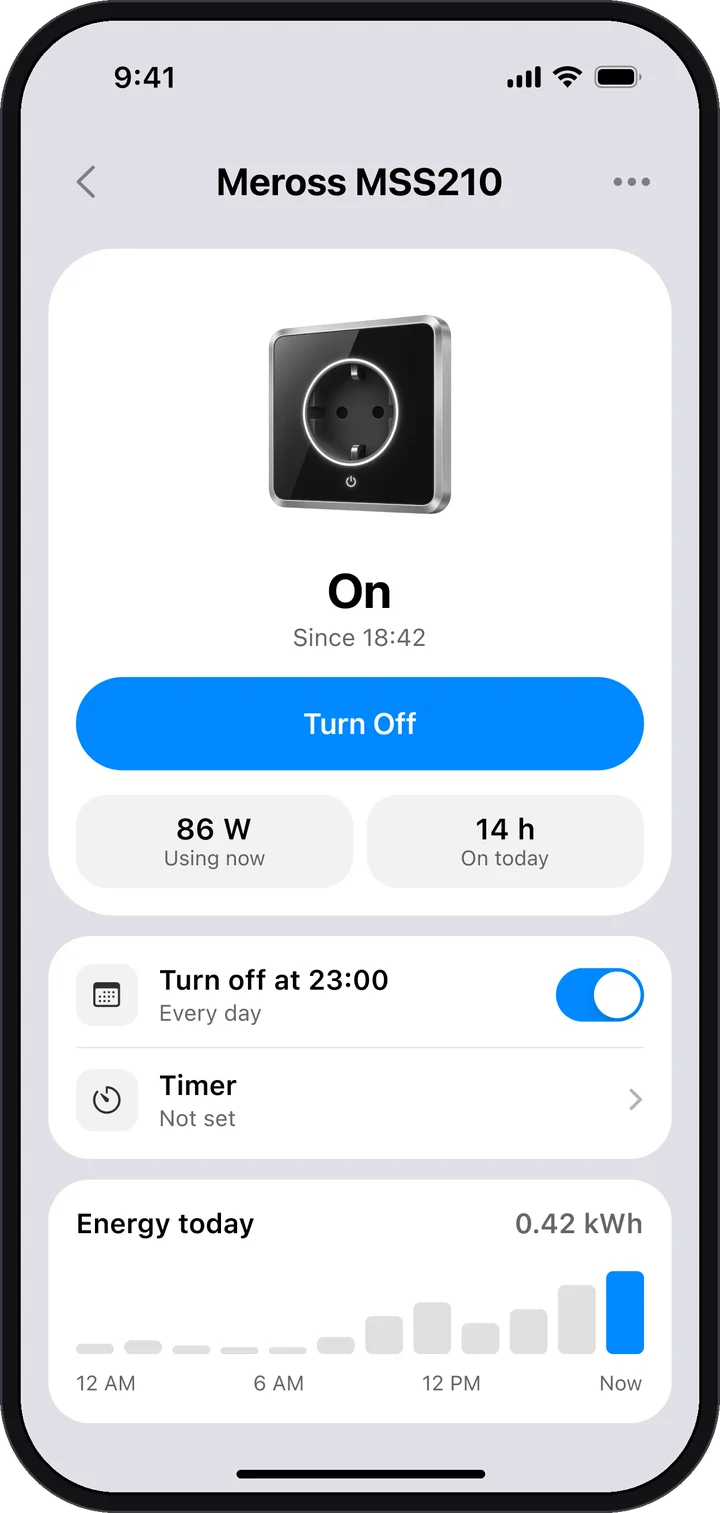 9:41
Meross MSS210
On
Since 18:42
Turn Off
86 W
Using now
14 h
On today
Turn off at 23:00
Every day
Timer
Not set
Energy today 0.42 kWh
12 AM 6 AM 12 PM Now